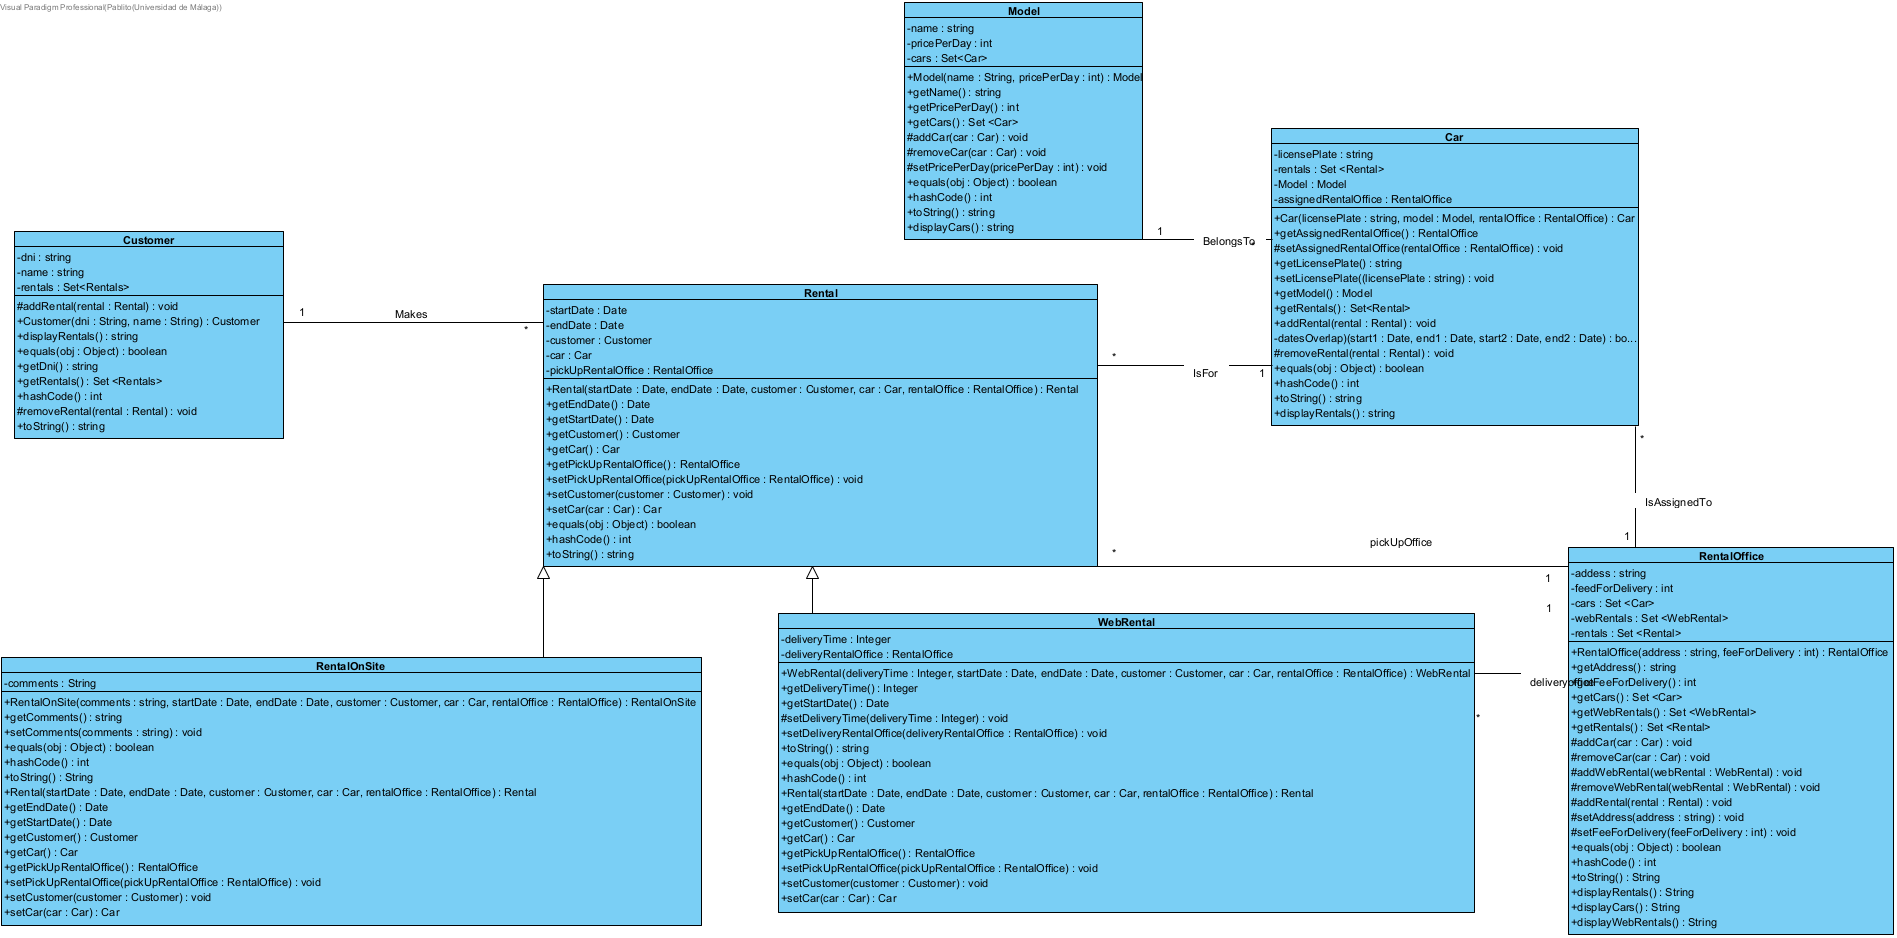 Visual Paradigm Professional(Pablito(Universidad de Málaga))
Model
-name : string
-pricePerDay : int
-cars : Set<Car>
+Model(name : String, pricePerDay : int) : Model
+getName() : string
+getPricePerDay() : int
+getCars() : Set <Car>
#addCar(car : Car) : void
#removeCar(car : Car) : void
#setPricePerDay(pricePerDay : int) : void
+equals(obj : Object) : boolean
+hashCode() : int
+toString() : string
+displayCars() : string
Car
-licensePlate : string
-rentals : Set <Rental>
-Model : Model
-assignedRentalOffice : RentalOffice
+Car(licensePlate : string, model : Model, rentalOffice : RentalOffice) : Car
+getAssignedRentalOffice() : RentalOffice
#setAssignedRentalOffice(rentalOffice : RentalOffice) : void
+getLicensePlate() : string
+setLicensePlate((licensePlate : string) : void
+getModel() : Model
+getRentals() : Set<Rental>
+addRental(rental : Rental) : void
-datesOverlap)(start1 : Date, end1 : Date, start2 : Date, end2 : Date) : bo...
#removeRental(rental : Rental) : void
+equals(obj : Object) : boolean
+hashCode() : int
+toString() : string
+displayRentals() : string
1
BelongsTo
*
Customer
-dni : string
-name : string
-rentals : Set<Rentals>
#addRental(rental : Rental) : void
+Customer(dni : String, name : String) : Customer
+displayRentals() : string
+equals(obj : Object) : boolean
+getDni() : string
+getRentals() : Set <Rentals>
+hashCode() : int
#removeRental(rental : Rental) : void
+toString() : string
1
Makes
*
Rental
-startDate : Date
-endDate : Date
-customer : Customer
-car : Car
-pickUpRentalOffice : RentalOffice
+Rental(startDate : Date, endDate : Date, customer : Customer, car : Car, rentalOffice : RentalOffice) : Rental
+getEndDate() : Date
+getStartDate() : Date
+getCustomer() : Customer
+getCar() : Car
+getPickUpRentalOffice() : RentalOffice
+setPickUpRentalOffice(pickUpRentalOffice : RentalOffice) : void
+setCustomer(customer : Customer) : void
+setCar(car : Car) : Car
+equals(obj : Object) : boolean
+hashCode() : int
+toString() : string
*
IsFor
1
*
IsAssignedTo
1
*
pickUpOffice
1
1
RentalOffice
-addess : string
-feedForDelivery : int
-cars : Set <Car>
-webRentals : Set <WebRental>
-rentals : Set <Rental>
+RentalOffice(address : string, feeForDelivery : int) : RentalOffice
+getAddress() : string
+getFeeForDelivery() : int
+getCars() : Set <Car>
+getWebRentals() : Set <WebRental>
+getRentals() : Set <Rental>
#addCar(car : Car) : void
#removeCar(car : Car) : void
#addWebRental(webRental : WebRental) : void
#removeWebRental(webRental : WebRental) : void
#addRental(rental : Rental) : void
#setAddress(address : string) : void
#setFeeForDelivery(feeForDelivery : int) : void
+equals(obj : Object) : boolean
+hashCode() : int
+toString() : String
+displayRentals() : String
+displayCars() : String
+displayWebRentals() : String
deliveryoffice
*
WebRental
-deliveryTime : Integer
-deliveryRentalOffice : RentalOffice
+WebRental(deliveryTime : Integer, startDate : Date, endDate : Date, customer : Customer, car : Car, rentalOffice : RentalOffice) : WebRental
+getDeliveryTime() : Integer
+getStartDate() : Date
#setDeliveryTime(deliveryTime : Integer) : void
+setDeliveryRentalOffice(deliveryRentalOffice : RentalOffice) : void
+toString() : string
+equals(obj : Object) : boolean
+hashCode() : int
+Rental(startDate : Date, endDate : Date, customer : Customer, car : Car, rentalOffice : RentalOffice) : Rental
+getEndDate() : Date
+getCustomer() : Customer
+getCar() : Car
+getPickUpRentalOffice() : RentalOffice
+setPickUpRentalOffice(pickUpRentalOffice : RentalOffice) : void
+setCustomer(customer : Customer) : void
+setCar(car : Car) : Car
RentalOnSite
-comments : String
+RentalOnSite(comments : string, startDate : Date, endDate : Date, customer : Customer, car : Car, rentalOffice : RentalOffice) : RentalOnSite
+getComments() : string
+setComments(comments : string) : void
+equals(obj : Object) : boolean
+hashCode() : int
+toString() : String
+Rental(startDate : Date, endDate : Date, customer : Customer, car : Car, rentalOffice : RentalOffice) : Rental
+getEndDate() : Date
+getStartDate() : Date
+getCustomer() : Customer
+getCar() : Car
+getPickUpRentalOffice() : RentalOffice
+setPickUpRentalOffice(pickUpRentalOffice : RentalOffice) : void
+setCustomer(customer : Customer) : void
+setCar(car : Car) : Car